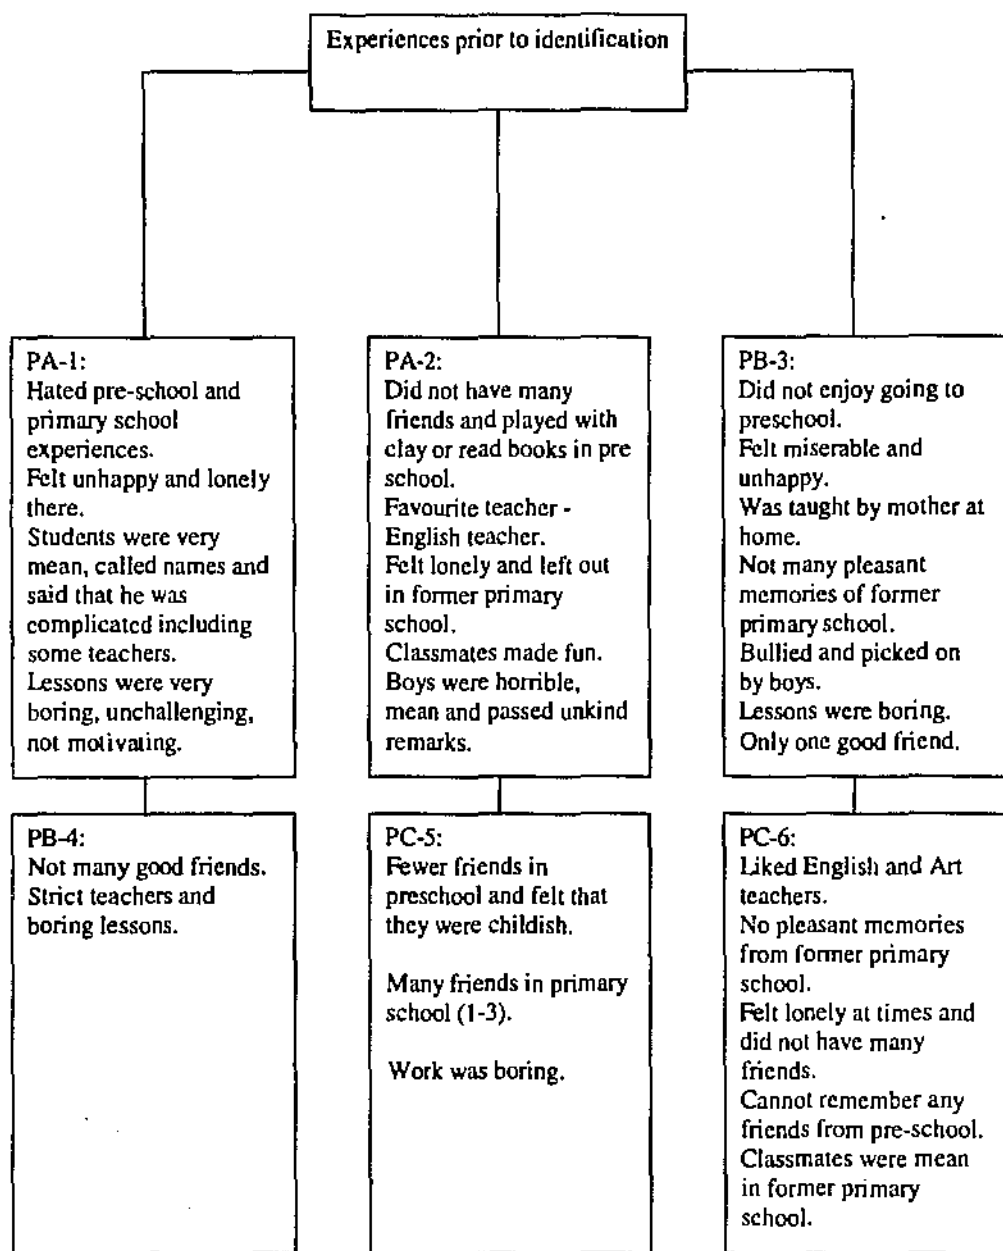 Experiences prior to identification
PA-1:
Hated pre-school and
primary school
experiences.
Felt unhappy and lonely
there.
Students were very
mean, called names and
said that he was
complicated including
some teachers.
Lessons were very
boring, unchallenging,
not motivating.
PA-2:
Did not have many
friends and played with
clay or read books in pre
school.
Favourite teacher -
English teacher.
Felt lonely and left out
in former primary
school.
Classmates made fun.
Boys were horrible,
mean and passed unkind
remarks.
PB-3:
Did not enjoy going to
preschool.
Felt miserable and
unhappy.
Was taught by mother at
home.
Not many pleasant
memories of former
primary school.
Bullied and picked on
by boys.
Lessons were boring.
Only one good friend.
PB-4:
Not many good friends.
Strict teachers and
boring lessons.
PC-5:
Fewer friends in
preschool and felt that
they were childish.
Many friends in primary
school (1-3).
Work was boring.
PC-6:
Liked English and Art
teachers.
No pleasant memories
from former primary
school.
Felt lonely at times and
did not have many
friends.
Cannot remember any
friends from pre-school.
Classmates were mean
in former primary
school.